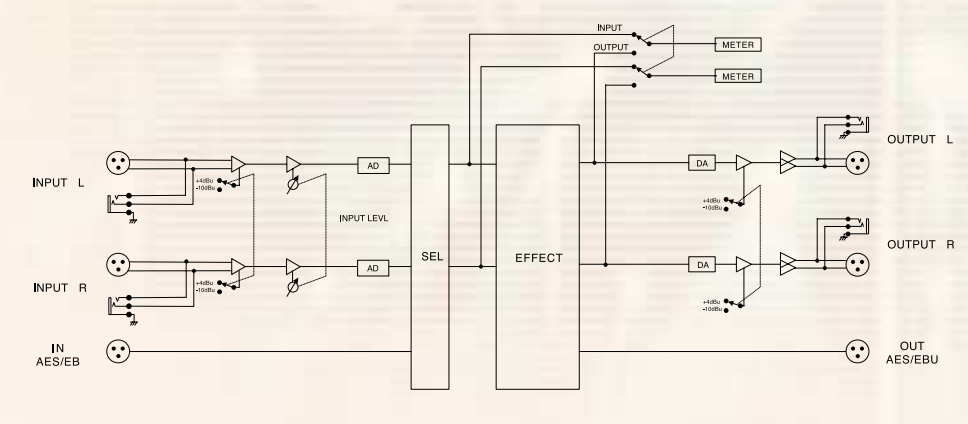 INPUT
METER
OUTPUT
METER
OUTPUT L
INPUT L
AD
DA
+4dBu
-10dBu
+4dBu
-10dBu
INPUT LEVL
SEL
EFFECT
OUTPUT R
INPUT R
AD
DA
+4dBu
-10dBu
+4dBu
-10dBu
IN
AES/EB
OUT
AES/EBU